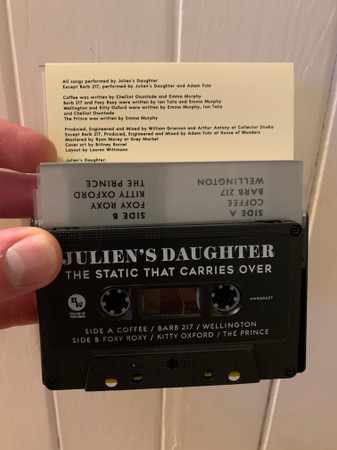 All songs performed by Julien's Daughter
Except Barb 217, performed by Julien's Daughter and Adam Fuhr
Coffee was written by Chelliot Osuntade and Emma Murphy
Barb 217 and Foxy Roxy were written by Ian Tate and Emma Murphy
Wellington and Kitty Oxford were written by Emma Murphy, Ian Tate
and Chelliot Osuntade
The Prince was written by Emma Murphy
Produced, Engineered and Mixed by William Grierson and Arthur Antony at Collector Studio
Except Barb 217, Produced, Engineered and Mixed by Adam Fuhr at House of Wonders
Mastered by Ryan Morey at Grey Market
Cover art by Britney Kornel
Layout by Lauren Wittmann
Julien's Daughter:
SIDE A
COFFEE
BARB 217
WELLINGTON
SIDE B
FOXY ROXY
KITTY OXFORD
THE PRINCE
JULIEN'S DAUGHTER
THE STATIC THAT CARRIES OVER
SIDE A COFFEE / BARB 217 / WELLINGTON
SIDE B FOXY ROXY / KITTY OXFORD / THE PRINCE